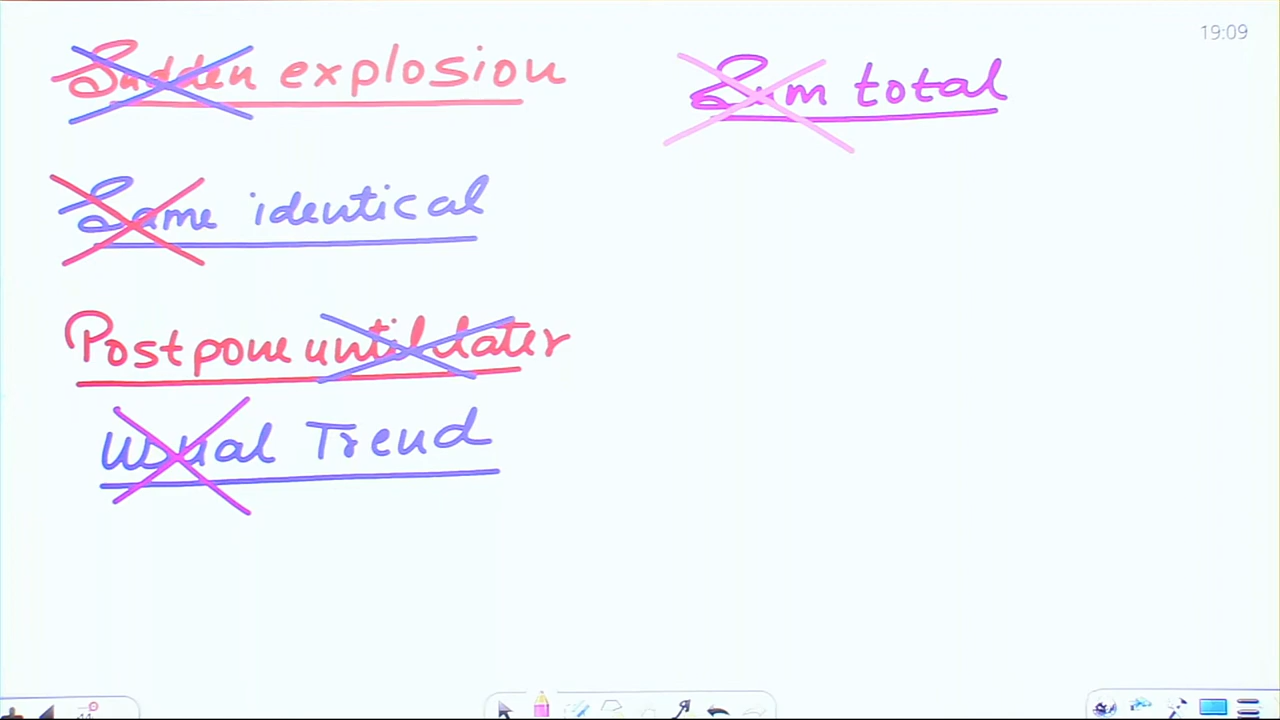 Sudden explosion
Same identical
Postpone until later
Usual Trend
Sum total
19:09